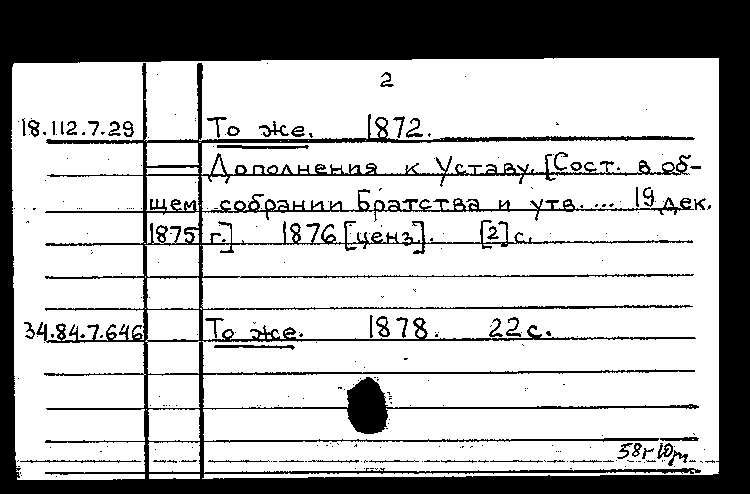 2
18.112.7.29 То же. 1872.
Дополнения к Уставу. [Сост. в об-
щем собрании Братства и утв. ... 19 дек.
1875 г.] 1876 [ценз]. [2] с.
34.84.7.646 То же. 1878. 22 с.
58г